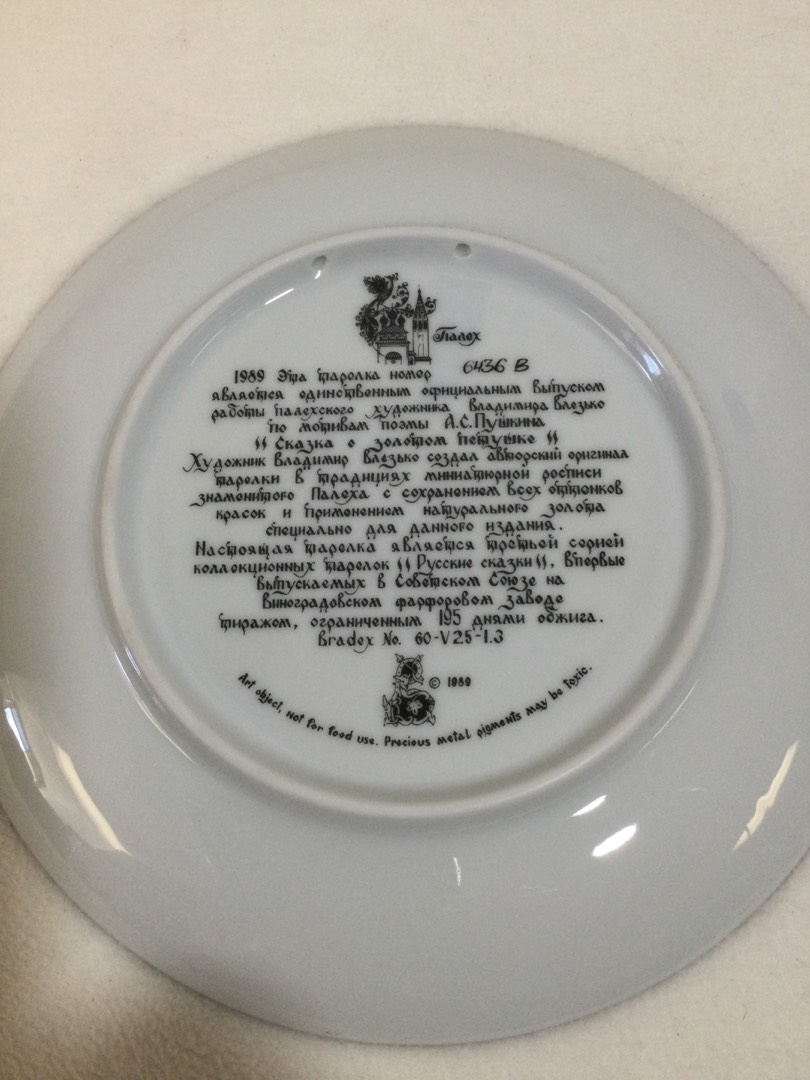 Палех
6436 В
1989 Эта тарелка номер
является единственным официальным выпуском
работы палехского художника Владимира Влезько
по мотивам поэмы А.С.Пушкина
"Сказка о золотом петушке"
Художник Владимир Влезько создал авторский оригинал
тарелки в традициях миниатюрной росписи
знаменитого Палеха с сохранением всех оттенков
красок и применением натурального золота
специально для данного издания.
Настоящая тарелка является третьей серией
коллекционных тарелок "Русские сказки", впервые
выпускаемых в Советском Союзе на
Виноградовском фарфоровом заводе
тиражом, ограниченным 195 днями обжига.
Bradex No. 60-V25-1.3
© 1989
Art object, not for food use. Precious metal pigments may be toxic.